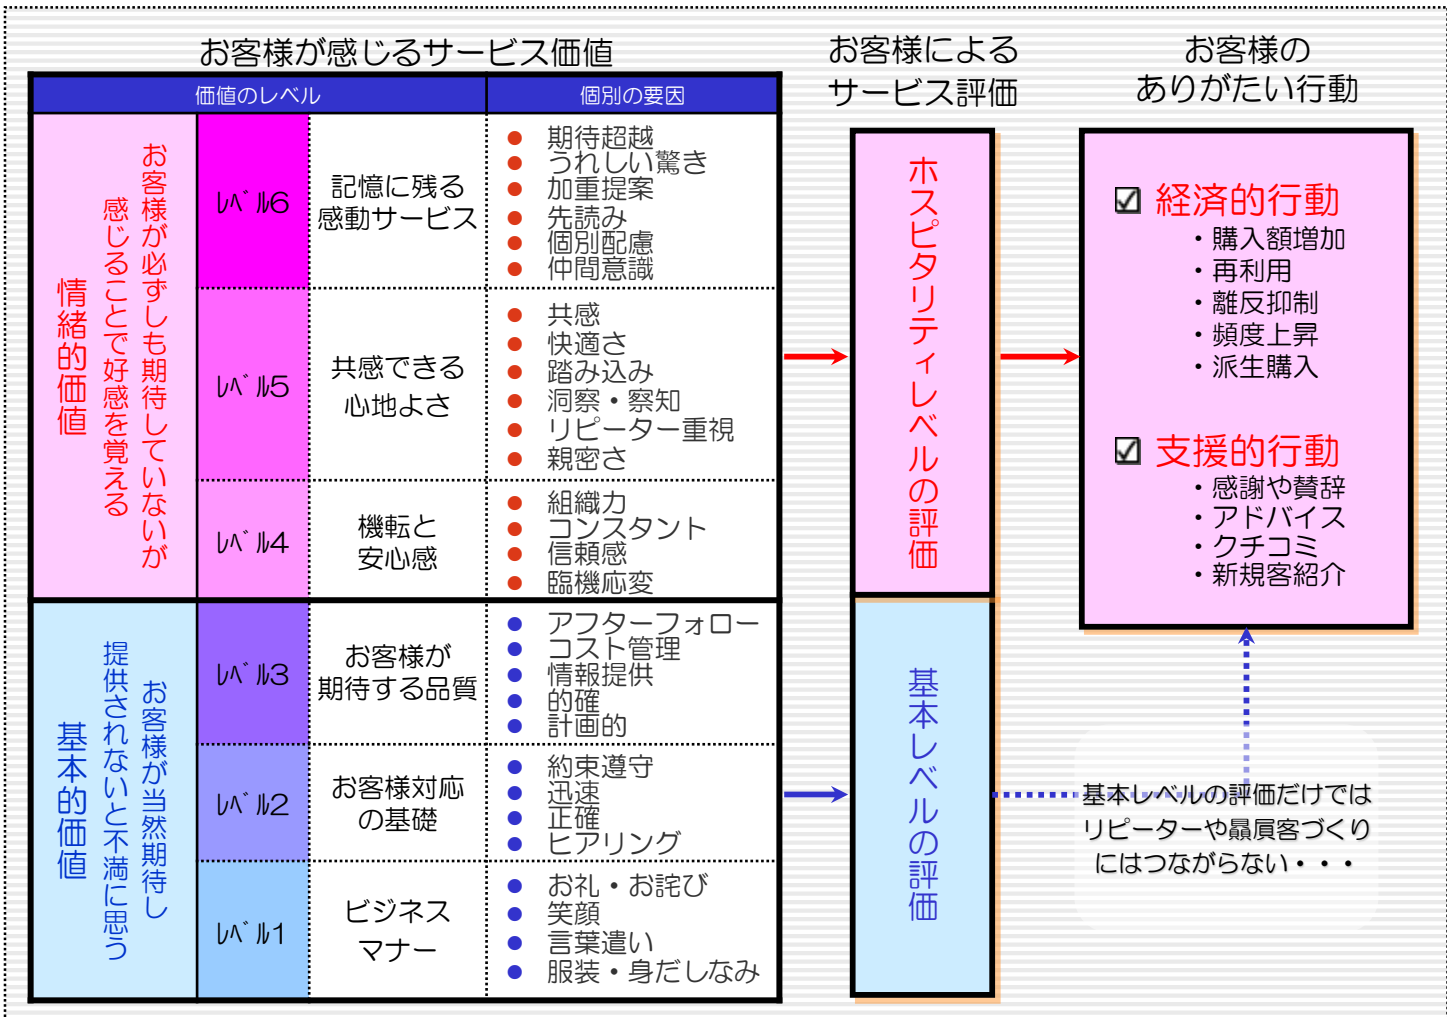 お客様が感じるサービス価値
価値のレベル
個別の要因
情緒的価値
お客様が必ずしも期待していないが
感じることで好感を覚える
ﾚﾍﾞﾙ6
記憶に残る
感動サービス
● 期待超越
● うれしい驚き
● 加重提案
● 先読み
● 個別配慮
● 仲間意識
ﾚﾍﾞﾙ5
共感できる
心地よさ
● 共感
● 快適さ
● 踏み込み
● 洞察・察知
● リピーター重視
● 親密さ
ﾚﾍﾞﾙ4
機転と
安心感
● 組織力
● コンスタント
● 信頼感
● 臨機応変
基本的価値
お客様が当然期待し
提供されないと不満に思う
ﾚﾍﾞﾙ3
お客様が
期待する品質
● アフターフォロー
● コスト管理
● 情報提供
● 的確
● 計画的
ﾚﾍﾞﾙ2
お客様対応
の基礎
● 約束遵守
● 迅速
● 正確
● ヒアリング
ﾚﾍﾞﾙ1
ビジネス
マナー
● お礼・お詫び
● 笑顔
● 言葉遣い
● 服装・身だしなみ
お客様による
サービス評価
ホスピタリティレベルの評価
基本レベルの評価
お客様の
ありがたい行動
☑ 経済的行動
・購入額増加
・再利用
・離反抑制
・頻度上昇
・派生購入
☑ 支援的行動
・感謝や賛辞
・アドバイス
・クチコミ
・新規客紹介
基本レベルの評価だけでは
リピーターや贔屓客づくり
にはつながらない・・・